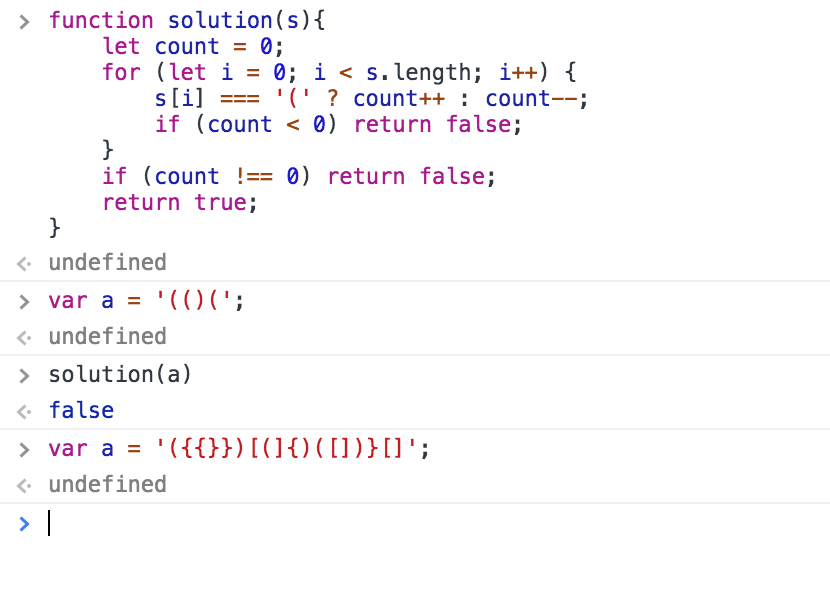 > function solution(s){
let count = 0;
for (let i = 0; i < s.length; i++) {
s[i] === '(' ? count++ : count--;
if (count < 0) return false;
}
if (count !== 0) return false;
return true;
}
undefined
> var a = '(()(';
undefined
> solution(a)
false
> var a = '({{}})[(]{)([])}[]';
undefined
>